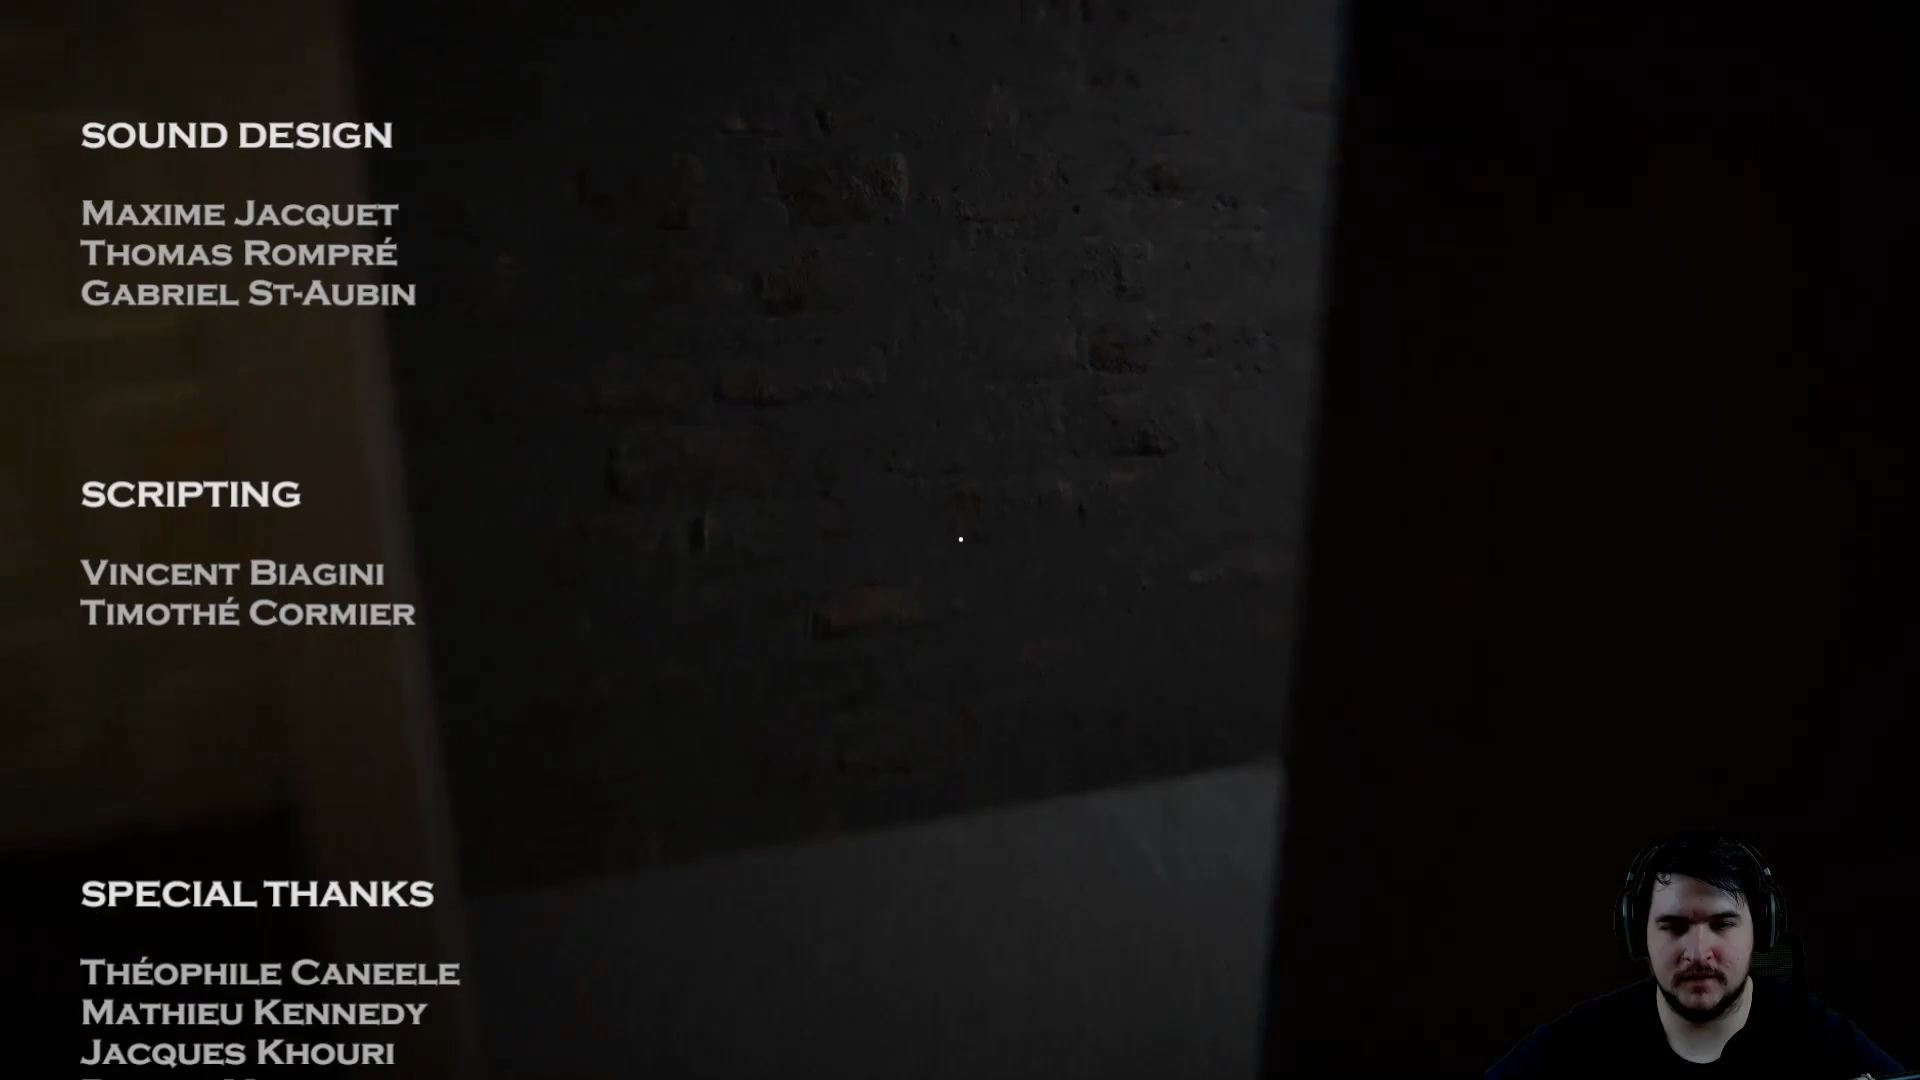 SOUND DESIGN
MAXIME JACQUET
THOMAS ROMPRÉ
GABRIEL ST-AUBIN
SCRIPTING
VINCENT BIAGINI
TIMOTHÉ CORMIER
SPECIAL THANKS
THÉOPHILE CANEELE
MATHIEU KENNEDY
JACQUES KHOURI